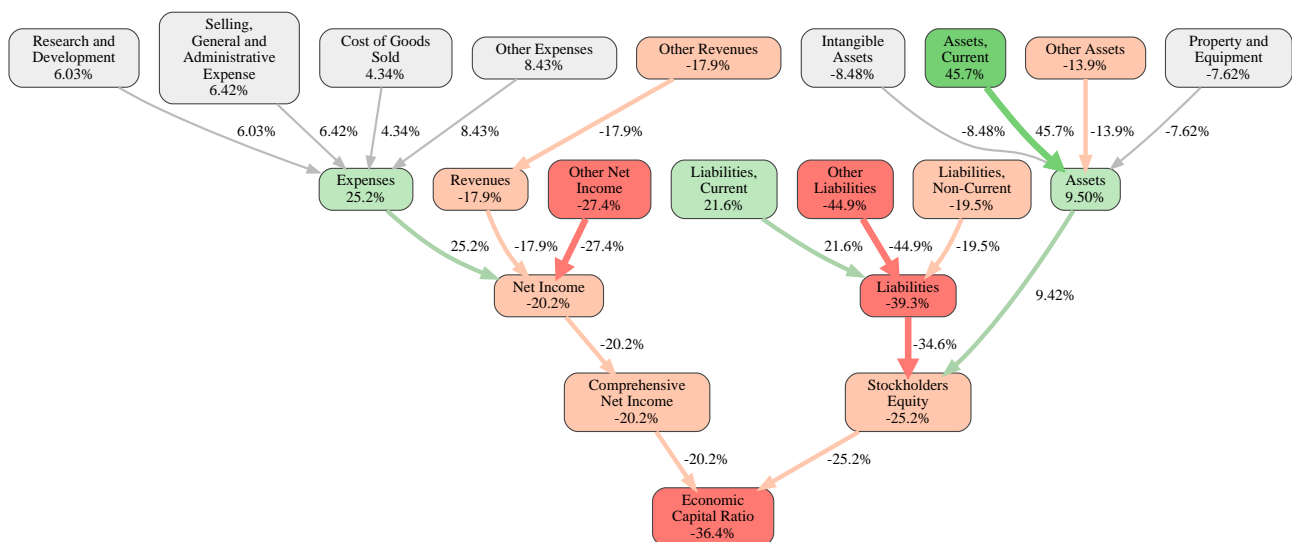 Research and
Development
6.03%
Selling,
General and
Administrative
Expense
6.42%
Cost of Goods
Sold
4.34%
Other Expenses
8.43%
Other Revenues
-17.9%
Intangible
Assets
-8.48%
Assets,
Current
45.7%
Other Assets
-13.9%
Property and
Equipment
-7.62%
6.03%
6.42%
4.34%
8.43%
-17.9%
-8.48%
45.7%
-13.9%
-7.62%
Expenses
25.2%
Revenues
-17.9%
Other Net
Income
-27.4%
Liabilities,
Current
21.6%
Other
Liabilities
-44.9%
Liabilities,
Non-Current
-19.5%
Assets
9.50%
25.2%
-17.9%
-27.4%
21.6%
-44.9%
-19.5%
9.42%
Net Income
-20.2%
Liabilities
-39.3%
-20.2%
-34.6%
Comprehensive
Net Income
-20.2%
Stockholders
Equity
-25.2%
-20.2%
-25.2%
Economic
Capital Ratio
-36.4%